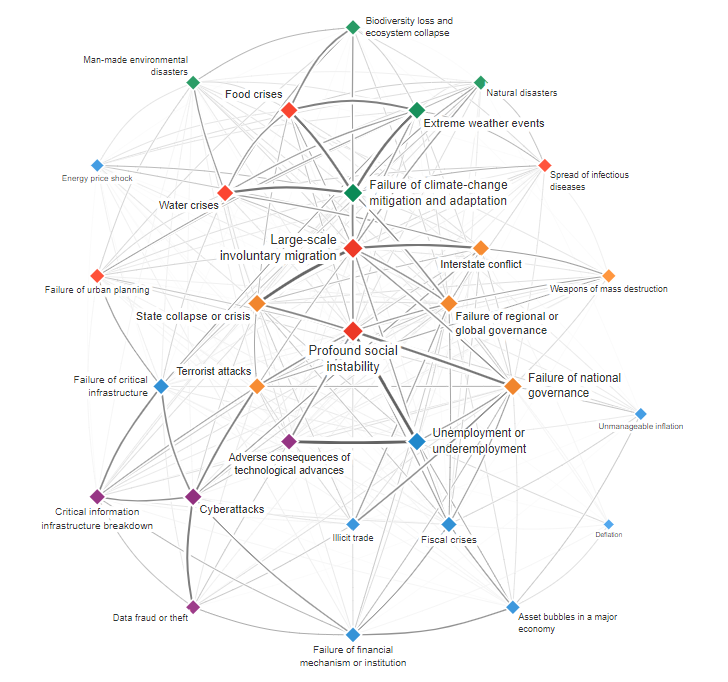 Biodiversity loss and
ecosystem collapse
Man-made environmental
disasters
Natural disasters
Food crises
Extreme weather events
Energy price shock
Spread of infectious
diseases
Failure of climate-change
mitigation and adaptation
Water crises
Large-scale
involuntary migration
Interstate conflict
Failure of urban planning
Weapons of mass destruction
State collapse or crisis
Failure of regional or
global governance
Profound social
instability
Terrorist attacks
Failure of critical
infrastructure
Failure of national
governance
Unmanageable inflation
Unemployment or
underemployment
Adverse consequences of
technological advances
Critical information
infrastructure breakdown
Cyberattacks
Illicit trade
Fiscal crises
Deflation
Data fraud or theft
Asset bubbles in a major
economy
Failure of financial
mechanism or institution